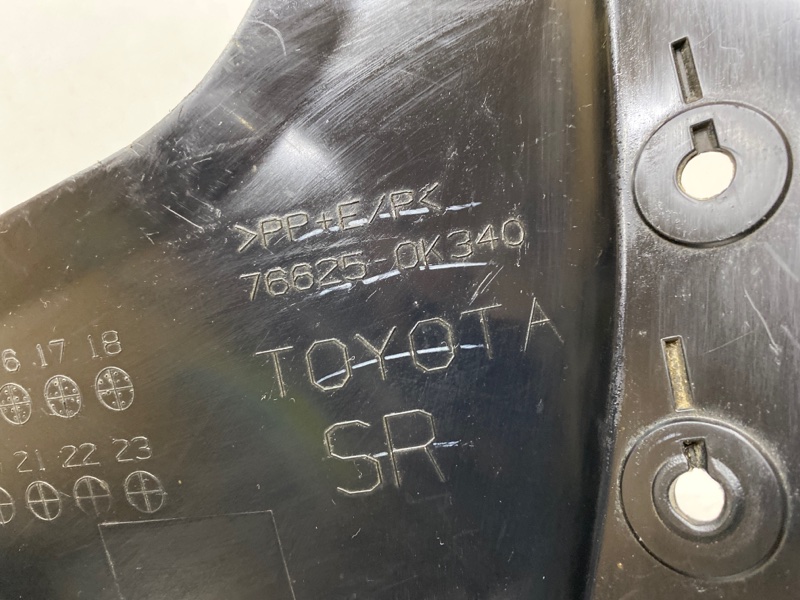 >PP+E/P<
76625-0K340
TOYOTA
SR
6 17 18
21 22 23